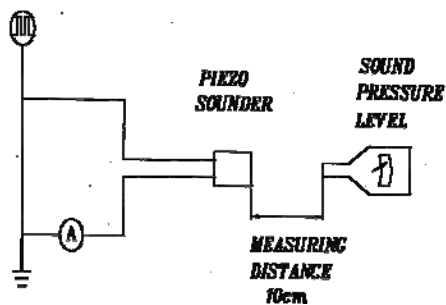 PIEZO
SOUNDER
SOUND
PRESSURE
LEVEL
A
MEASURING
DISTANCE
10cm